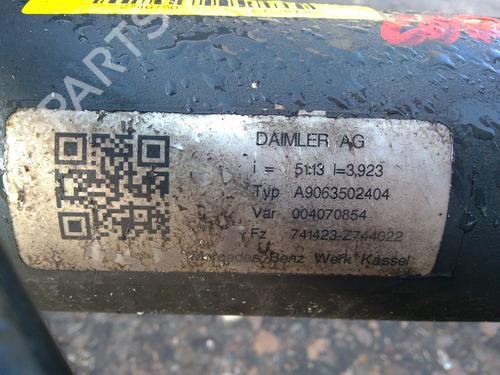 DAIMLER AG
i = 51:13 I=3,923
Typ A9063502404
Var 004070854
Fz 741423-Z744022
Mercedes Benz Werk Kassel